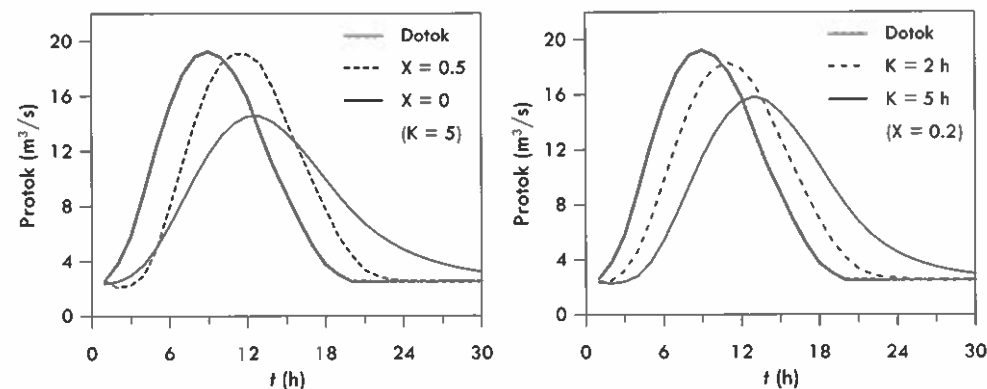 20
16
12
8
4
0
Protok (m³/s)
0 6 12 18 24 30
t (h)
Dotok
X = 0.5
X = 0
(K = 5)
20
16
12
8
4
0
Protok (m³/s)
0 6 12 18 24 30
t (h)
Dotok
K = 2 h
K = 5 h
(X = 0.2)